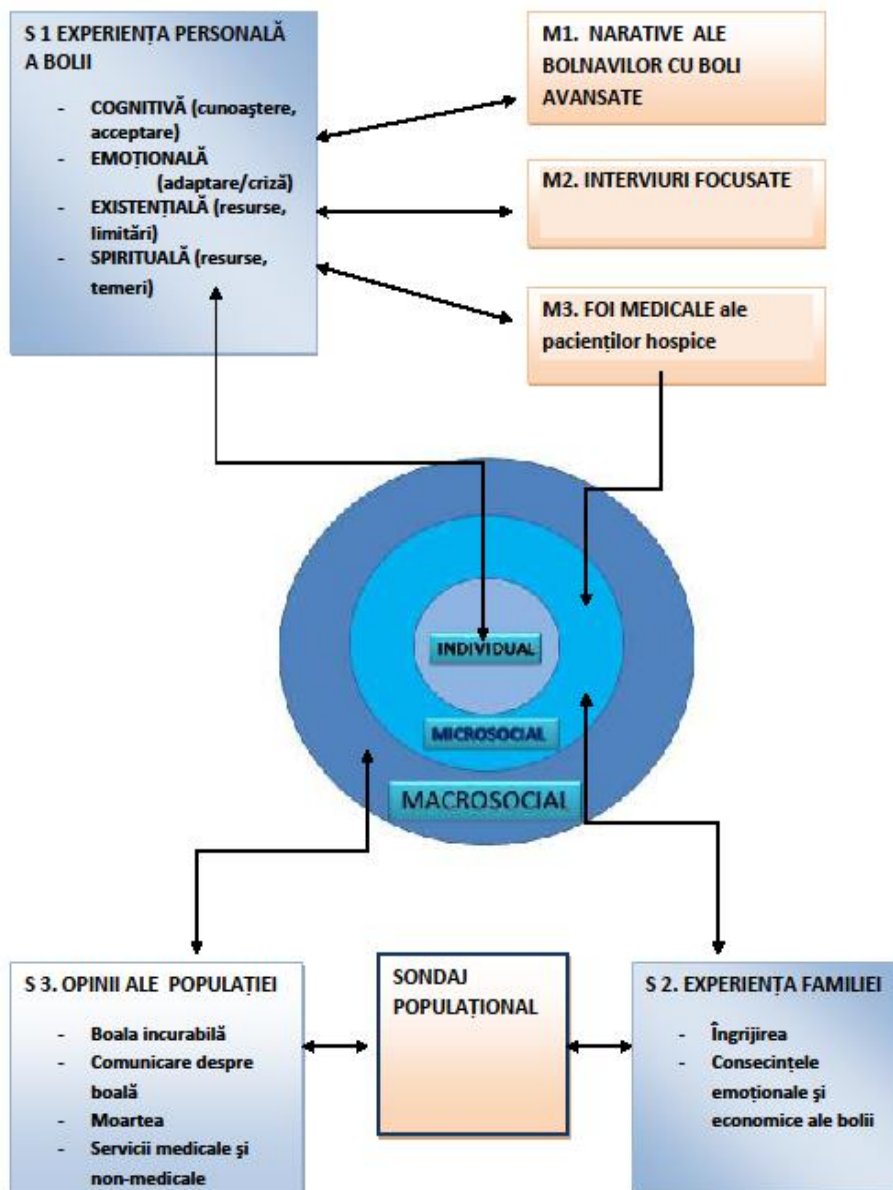 S 1 EXPERIENȚA PERSONALĂ
A BOLII
- COGNITIVĂ (cunoaştere,
acceptare)
- EMOȚIONALĂ
(adaptare/criză)
- EXISTENȚIALĂ (resurse,
limitări)
- SPIRITUALĂ (resurse,
temeri)
M1. NARATIVE ALE
BOLNAVILOR CU BOLI
AVANSATE
M2. INTERVIURI FOCUSATE
M3. FOI MEDICALE ale
pacienților hospice
INDIVIDUAL
MICROSOCIAL
MACROSOCIAL
S 3. OPINII ALE POPULAȚIEI
- Boala incurabilă
- Comunicare despre
boală
- Moartea
- Servicii medicale şi
non-medicale
SONDAJ
POPULAȚIONAL
S 2. EXPERIENȚA FAMILIEI
- Îngrijirea
- Consecințele
emoționale şi
economice ale bolii